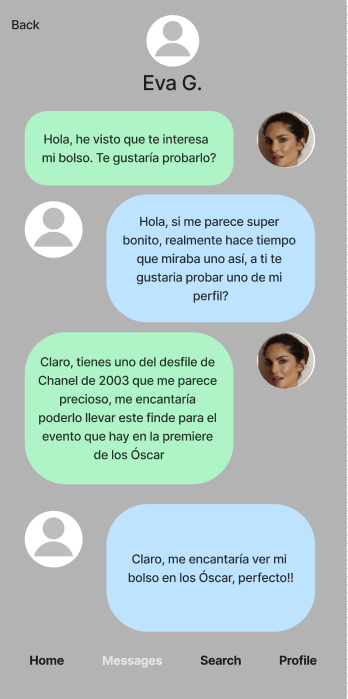 Back
Eva G.
Hola, he visto que te interesa
mi bolso. Te gustaría probarlo?
Hola, si me parece super
bonito, realmente hace tiempo
que miraba uno así, a ti te
gustaria probar uno de mi
perfil?
Claro, tienes uno del desfile de
Chanel de 2003 que me parece
precioso, me encantaría
poderlo llevar este finde para el
evento que hay en la premiere
de los Óscar
Claro, me encantaría ver mi
bolso en los Óscar, perfecto!!
Home Messages Search Profile